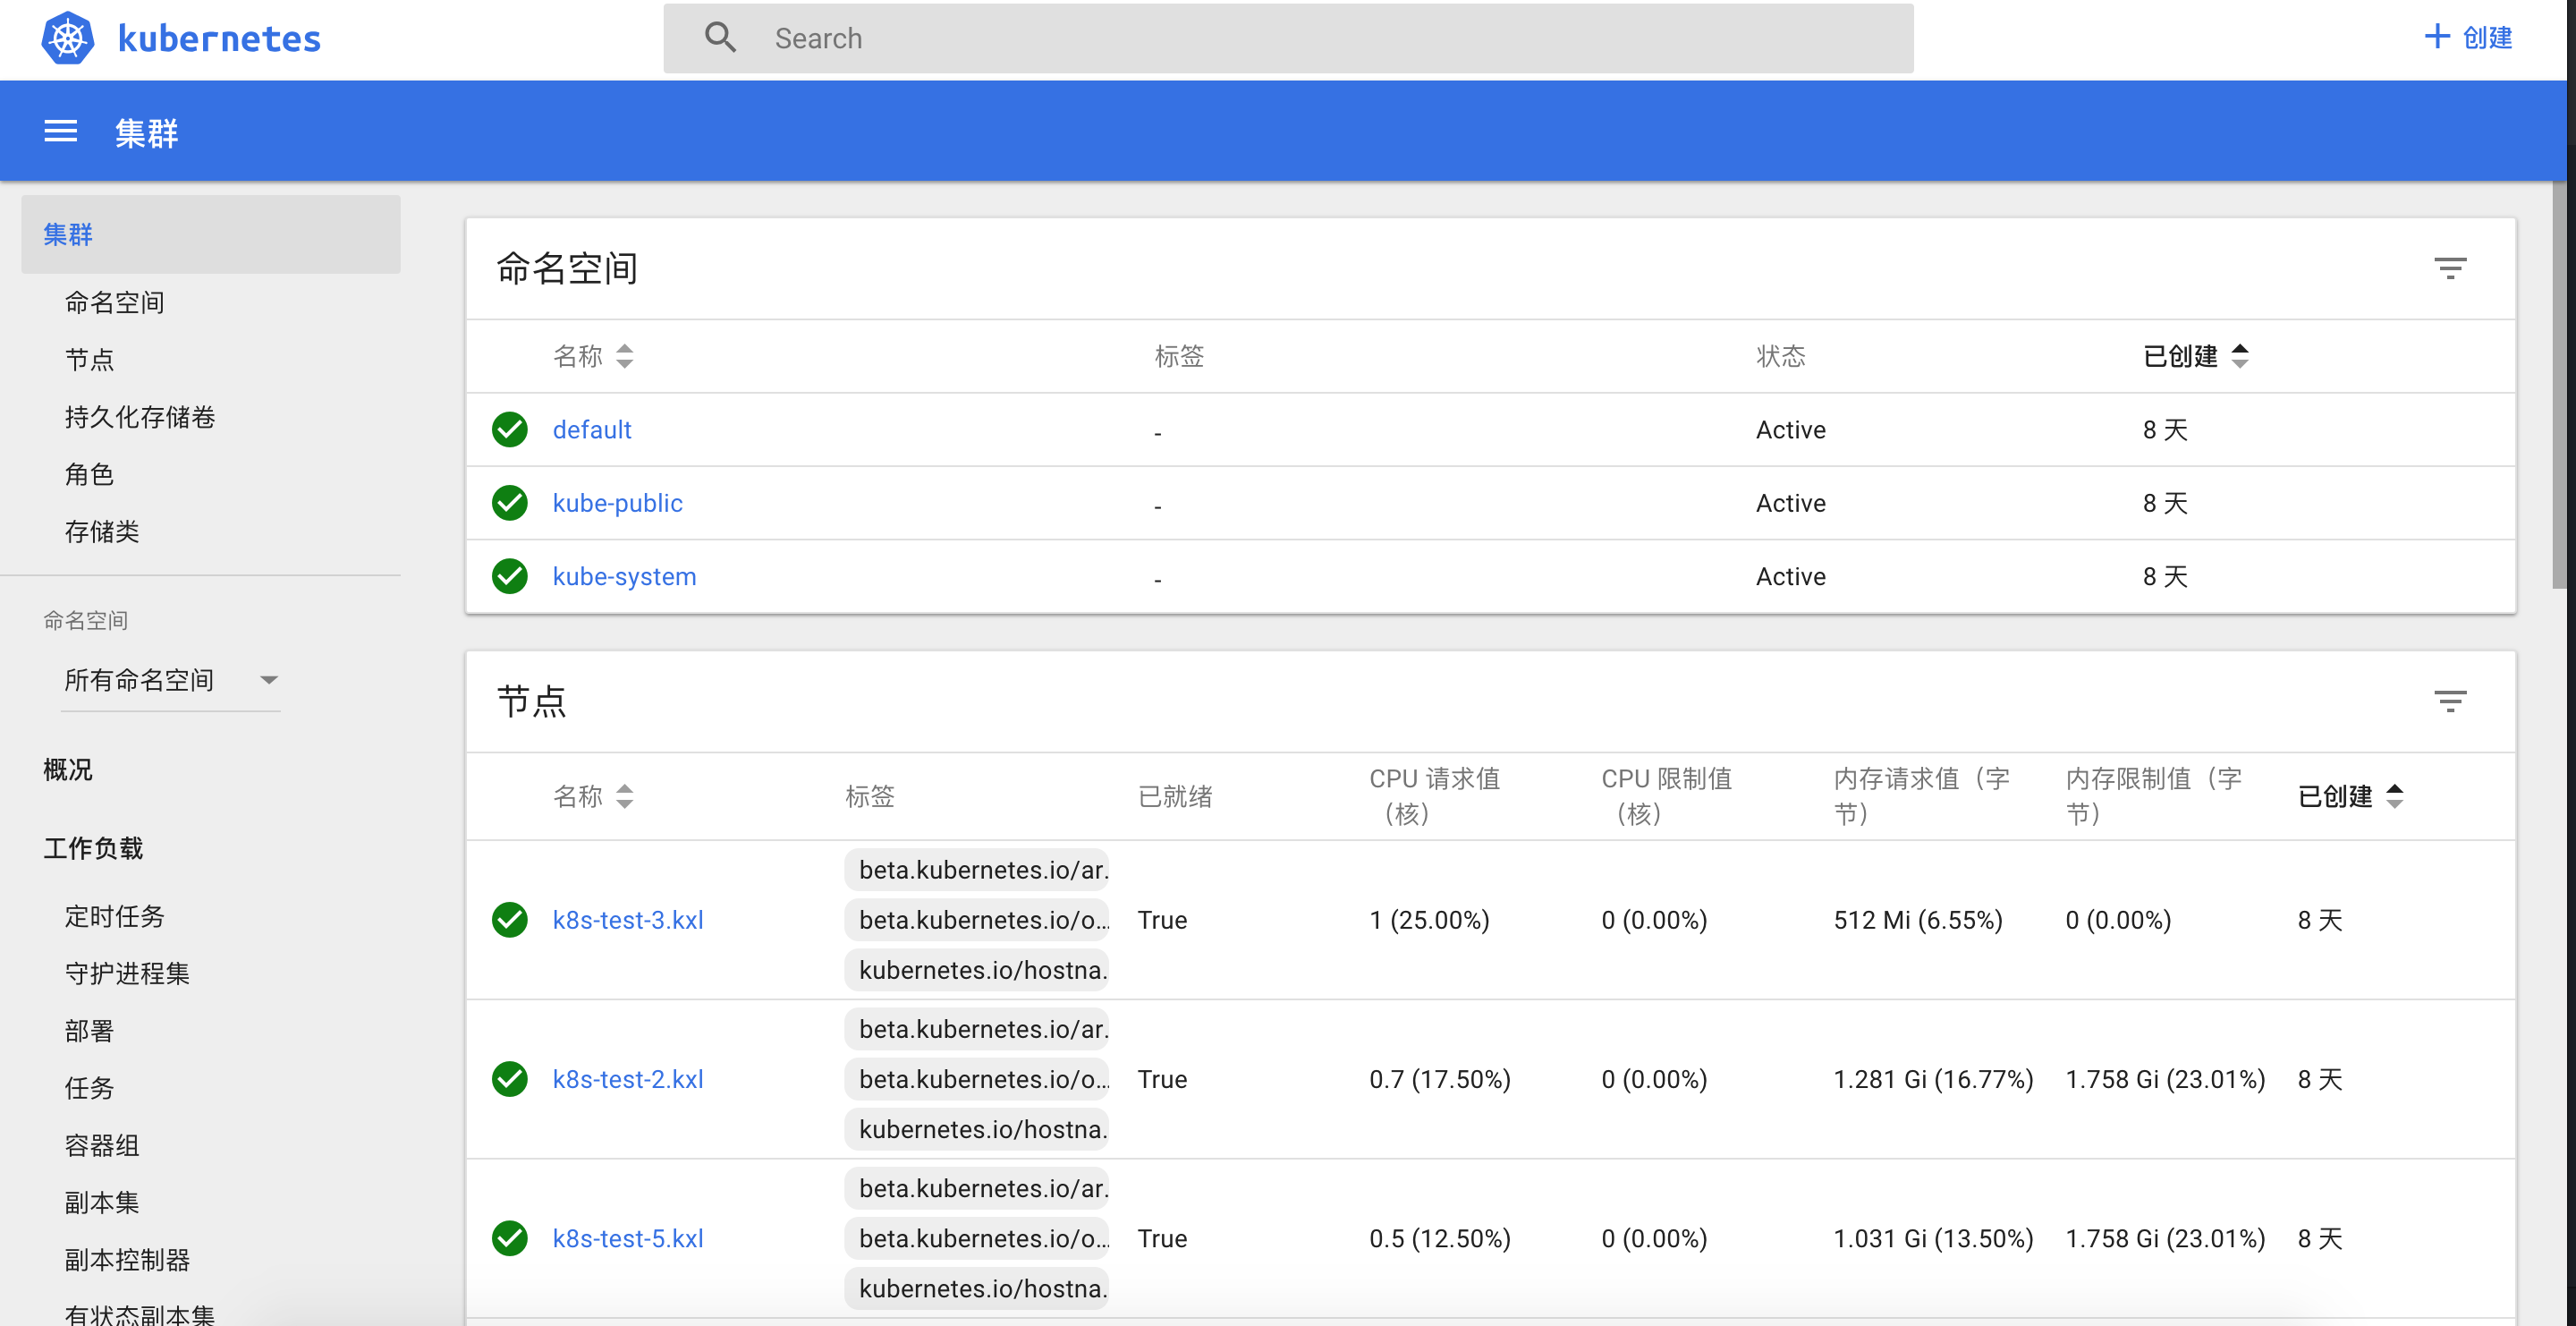 kubernetes
Search
创建
集群
集群
命名空间
节点
持久化存储卷
角色
存储类
命名空间
所有命名空间
概况
工作负载
定时任务
守护进程集
部署
任务
容器组
副本集
副本控制器
有状态副本集
命名空间
名称 标签 状态 已创建
default - Active 8 天
kube-public - Active 8 天
kube-system - Active 8 天
节点
名称 标签 已就绪 CPU 请求值（核） CPU 限制值（核） 内存请求值（字节） 内存限制值（字节） 已创建
beta.kubernetes.io/ar.
k8s-test-3.kxl beta.kubernetes.io/o... True 1 (25.00%) 0 (0.00%) 512 Mi (6.55%) 0 (0.00%) 8 天
kubernetes.io/hostna.
beta.kubernetes.io/ar.
k8s-test-2.kxl beta.kubernetes.io/o... True 0.7 (17.50%) 0 (0.00%) 1.281 Gi (16.77%) 1.758 Gi (23.01%) 8 天
kubernetes.io/hostna.
beta.kubernetes.io/ar.
k8s-test-5.kxl beta.kubernetes.io/o... True 0.5 (12.50%) 0 (0.00%) 1.031 Gi (13.50%) 1.758 Gi (23.01%) 8 天
kubernetes.io/hostna.